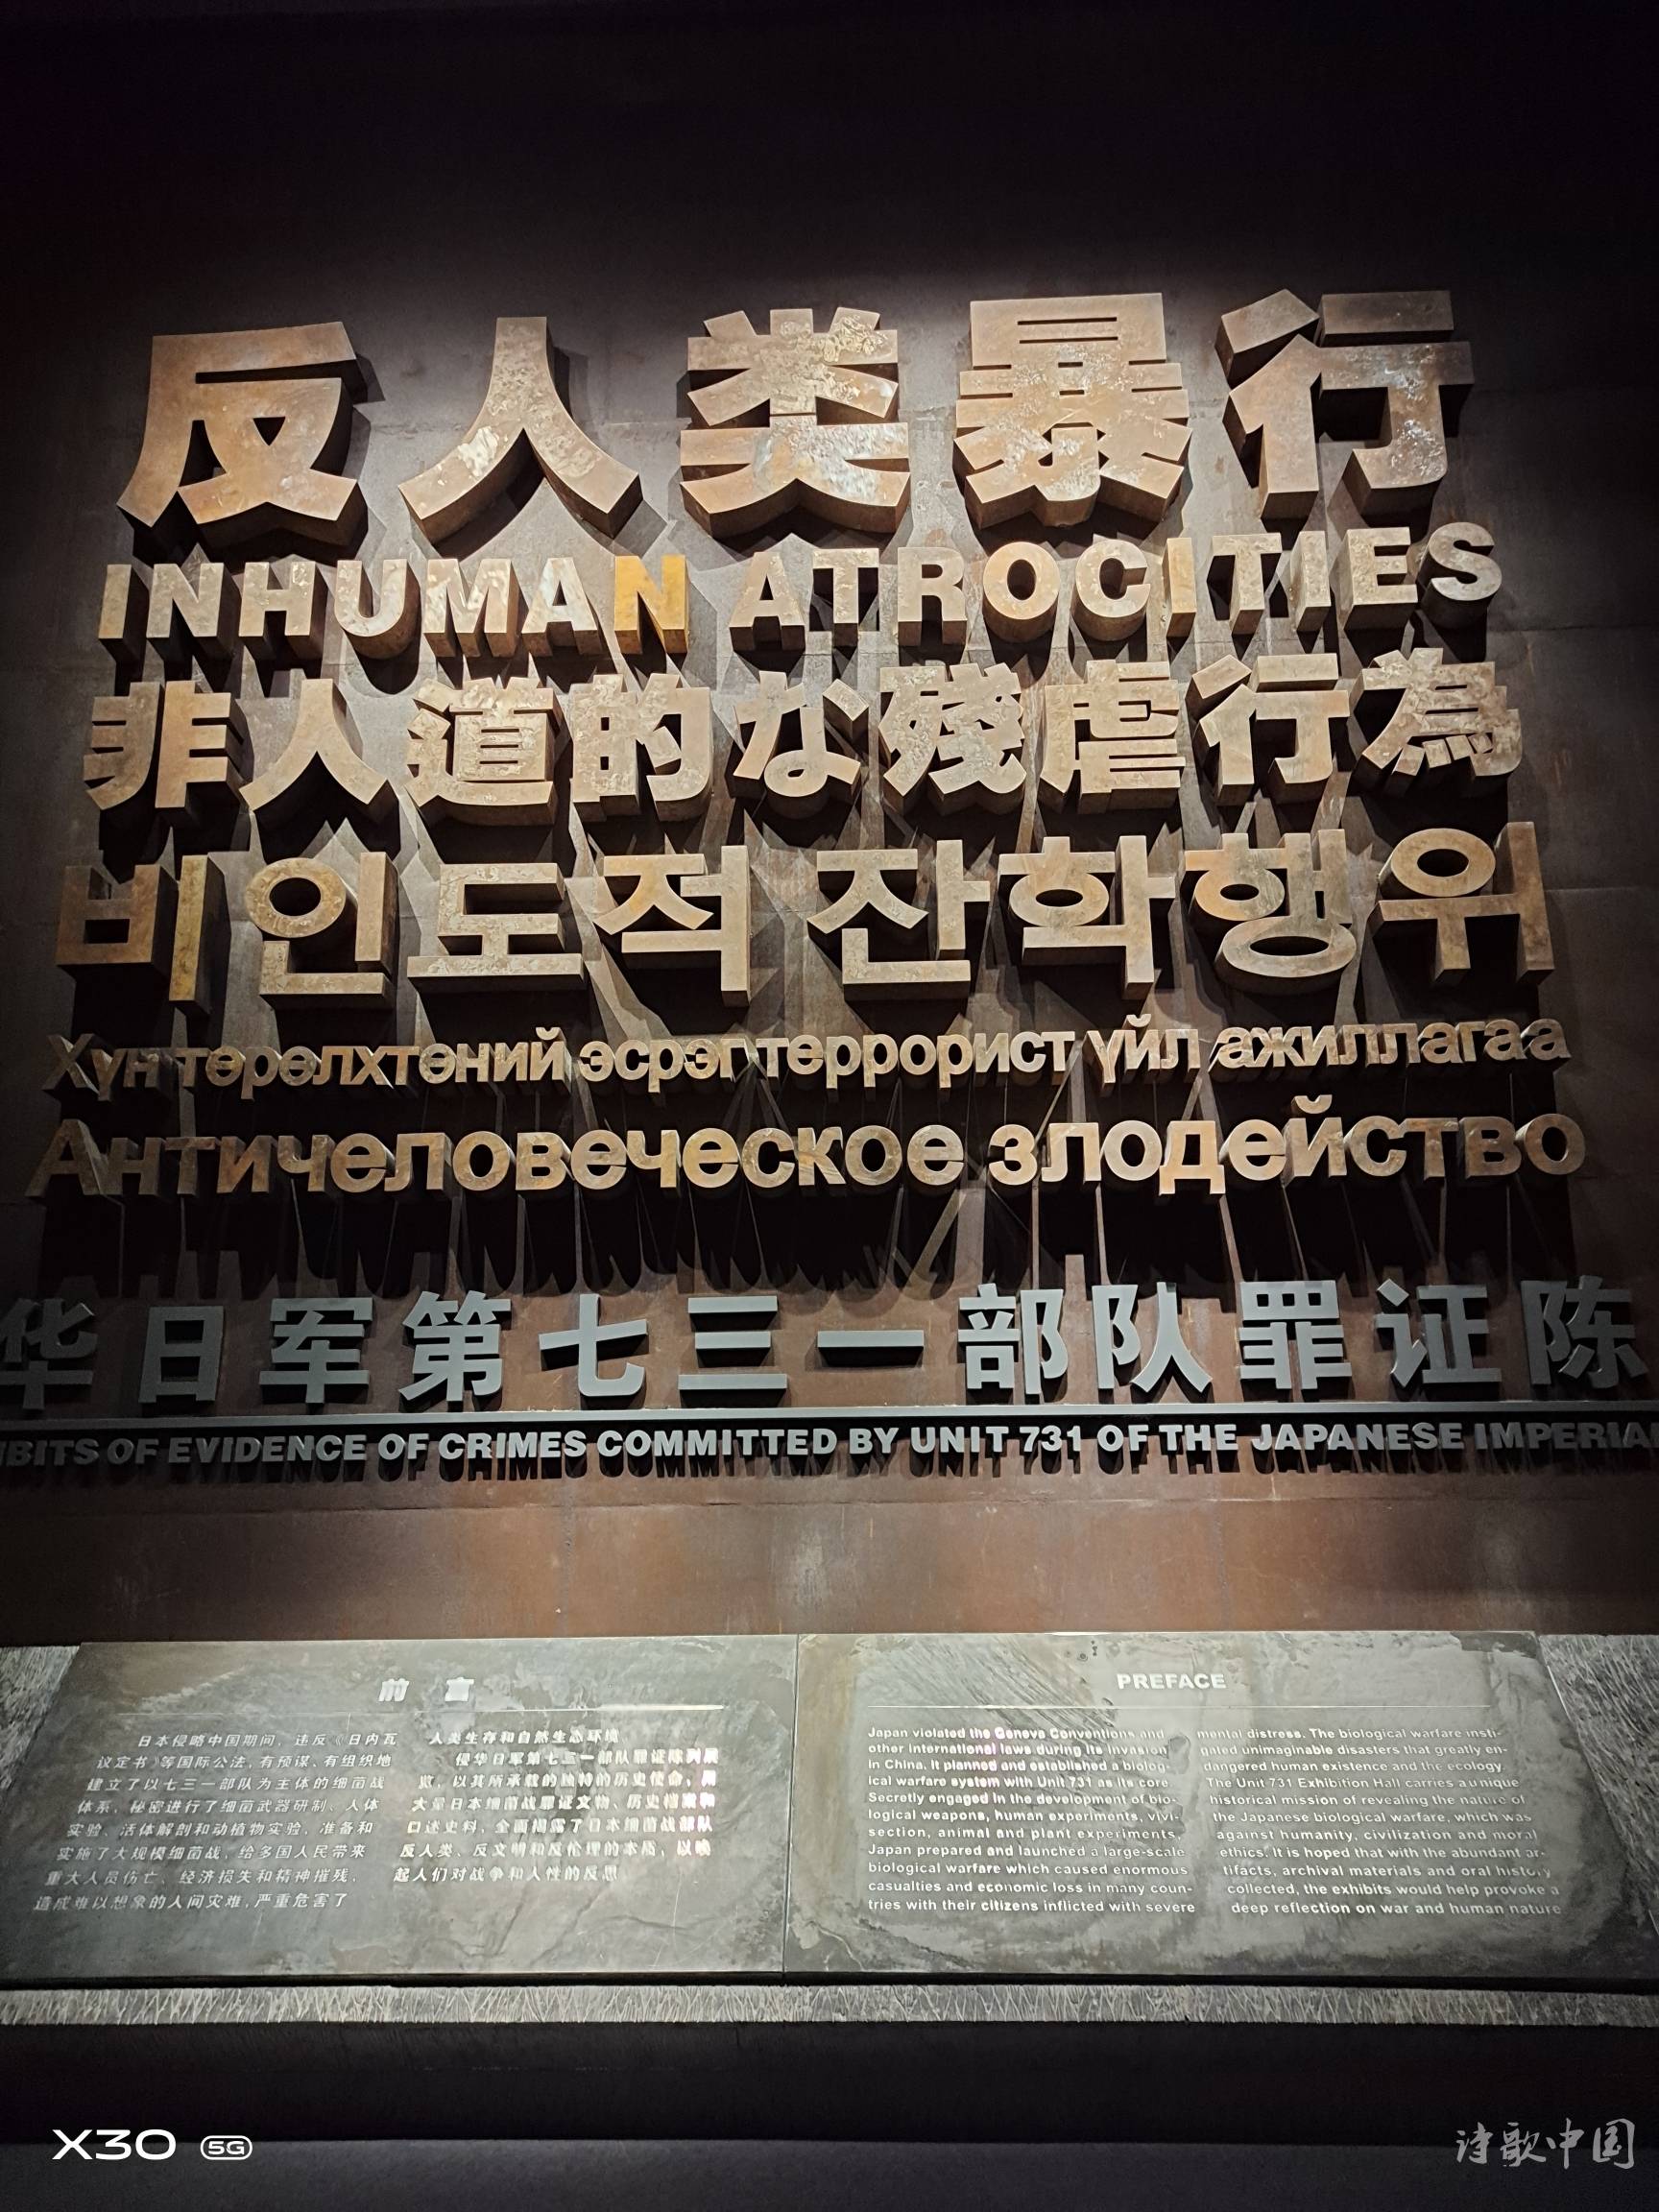 反人类暴行
INHUMAN ATROCITIES
非人道的な残虐行為
비인도적 잔학행위
Хүн төрөлхтөний эсрэг террорист үйл ажиллагаа
Античеловеческое злодейство
华日军第七三一部队罪证陈
IBITS OF EVIDENCE OF CRIMES COMMITTED BY UNIT 731 OF THE JAPANESE IMPERIA
前言
日本侵略中国期间，违反《日内瓦
议定书》等国际公法，有预谋、有组织地
建立了以七三一部队为主体的细菌战
体系，秘密进行了细菌武器研制、人体
实验、活体解剖和动植物实验，准备和
实施了大规模细菌战，给多国人民带来
重大人员伤亡、经济损失和精神摧残，
造成难以想象的人间灾难，严重危害了
人类生存和自然生态环境
侵华日军第七三一部队罪证陈列展
览，以其所承载的独特的历史使命，用
大量日本细菌战罪证文物、历史档案和
口述史料，全面揭露了日本细菌战部队
反人类、反文明和反伦理的本质，以唤
起人们对战争和人性的反思
PREFACE
Japan violated the Geneva Conventions and
other international laws during its invasion
in China. It planned and established a biolog-
ical warfare system with Unit 731 as its core
Secretly engaged in the development of bio-
logical weapons, human experiments, vivi-
section, animal and plant experiments,
Japan prepared and launched a large-scale
biological warfare which caused enormous
casualties and economic loss in many coun-
tries with their citizens inflicted with severe
mental distress. The biological warfare insti-
gated unimaginable disasters that greatly en-
dangered human existence and the ecology
The Unit 731 Exhibition Hall carries a unique
historical mission of revealing the nature of
the Japanese biological warfare, which was
against humanity, civilization and moral
ethics. It is hoped that with the abundant ar-
tifacts, archival materials and oral history
collected, the exhibits would help provoke a
deep reflection on war and human nature
X30 5G
诗歌中国